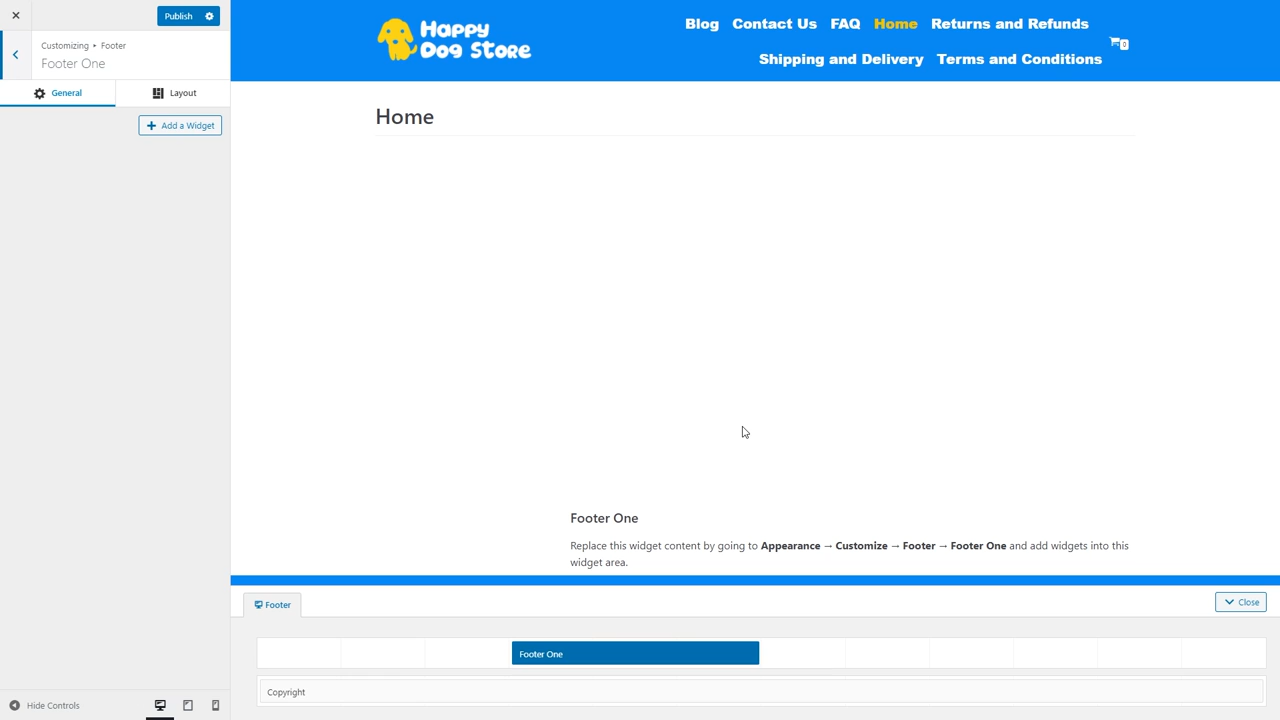 Publish
Customizing ▸ Footer
Footer One
General
Layout
Add a Widget
Hide Controls
Happy
Dog Store
Blog Contact Us FAQ Home Returns and Refunds
Shipping and Delivery Terms and Conditions
0
Home
Footer One
Replace this widget content by going to Appearance → Customize → Footer → Footer One and add widgets into this
widget area.
Footer
Close
Footer One
Copyright